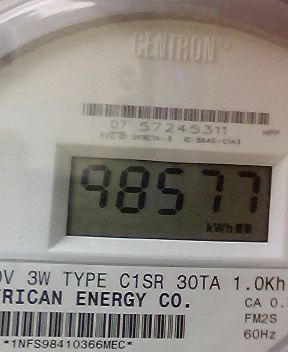 CENTRON
07 57245311
HPP
98577
kWh
0V 3W TYPE C1SR 30TA 1.0Kh
RICAN ENERGY CO.
CA 0.
FM2S
*1NFS98410366MEC*
60Hz